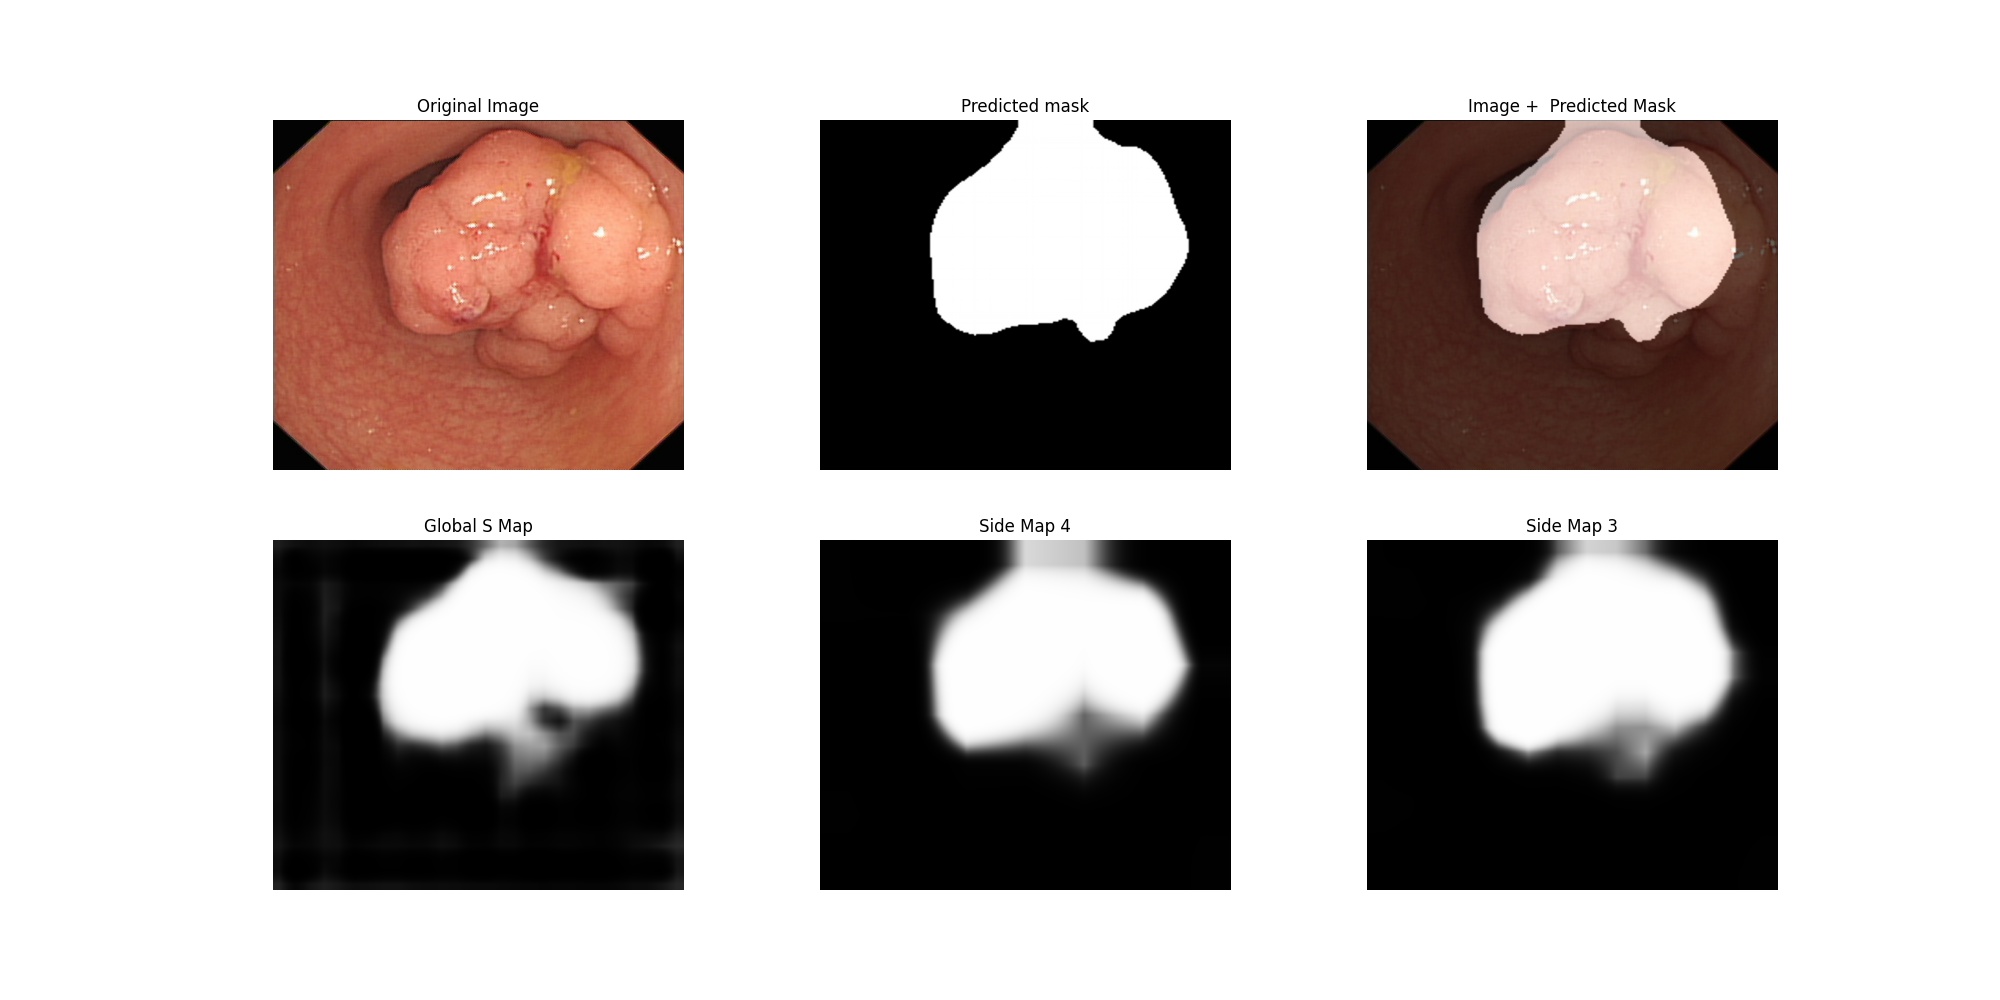 Original Image
Predicted mask
Image +  Predicted Mask
Global S Map
Side Map 4
Side Map 3